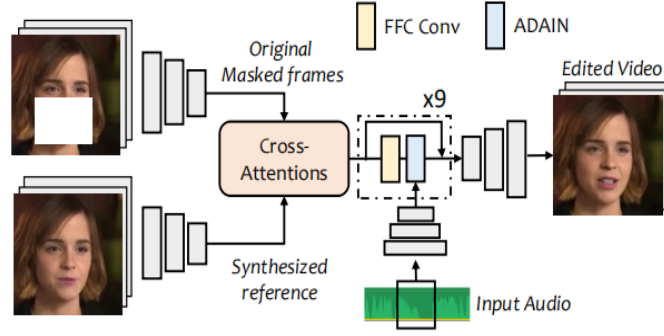 FFC Conv
ADAIN
Original
Masked frames
Edited Video
x9
Cross-
Attentions
Synthesized
reference
Input Audio